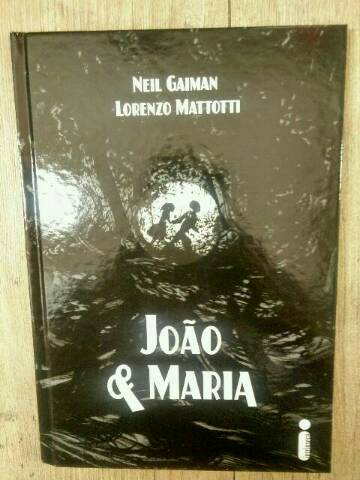 NEIL GAIMAN
LORENZO MATTOTTI
JOÃO
& MARIA